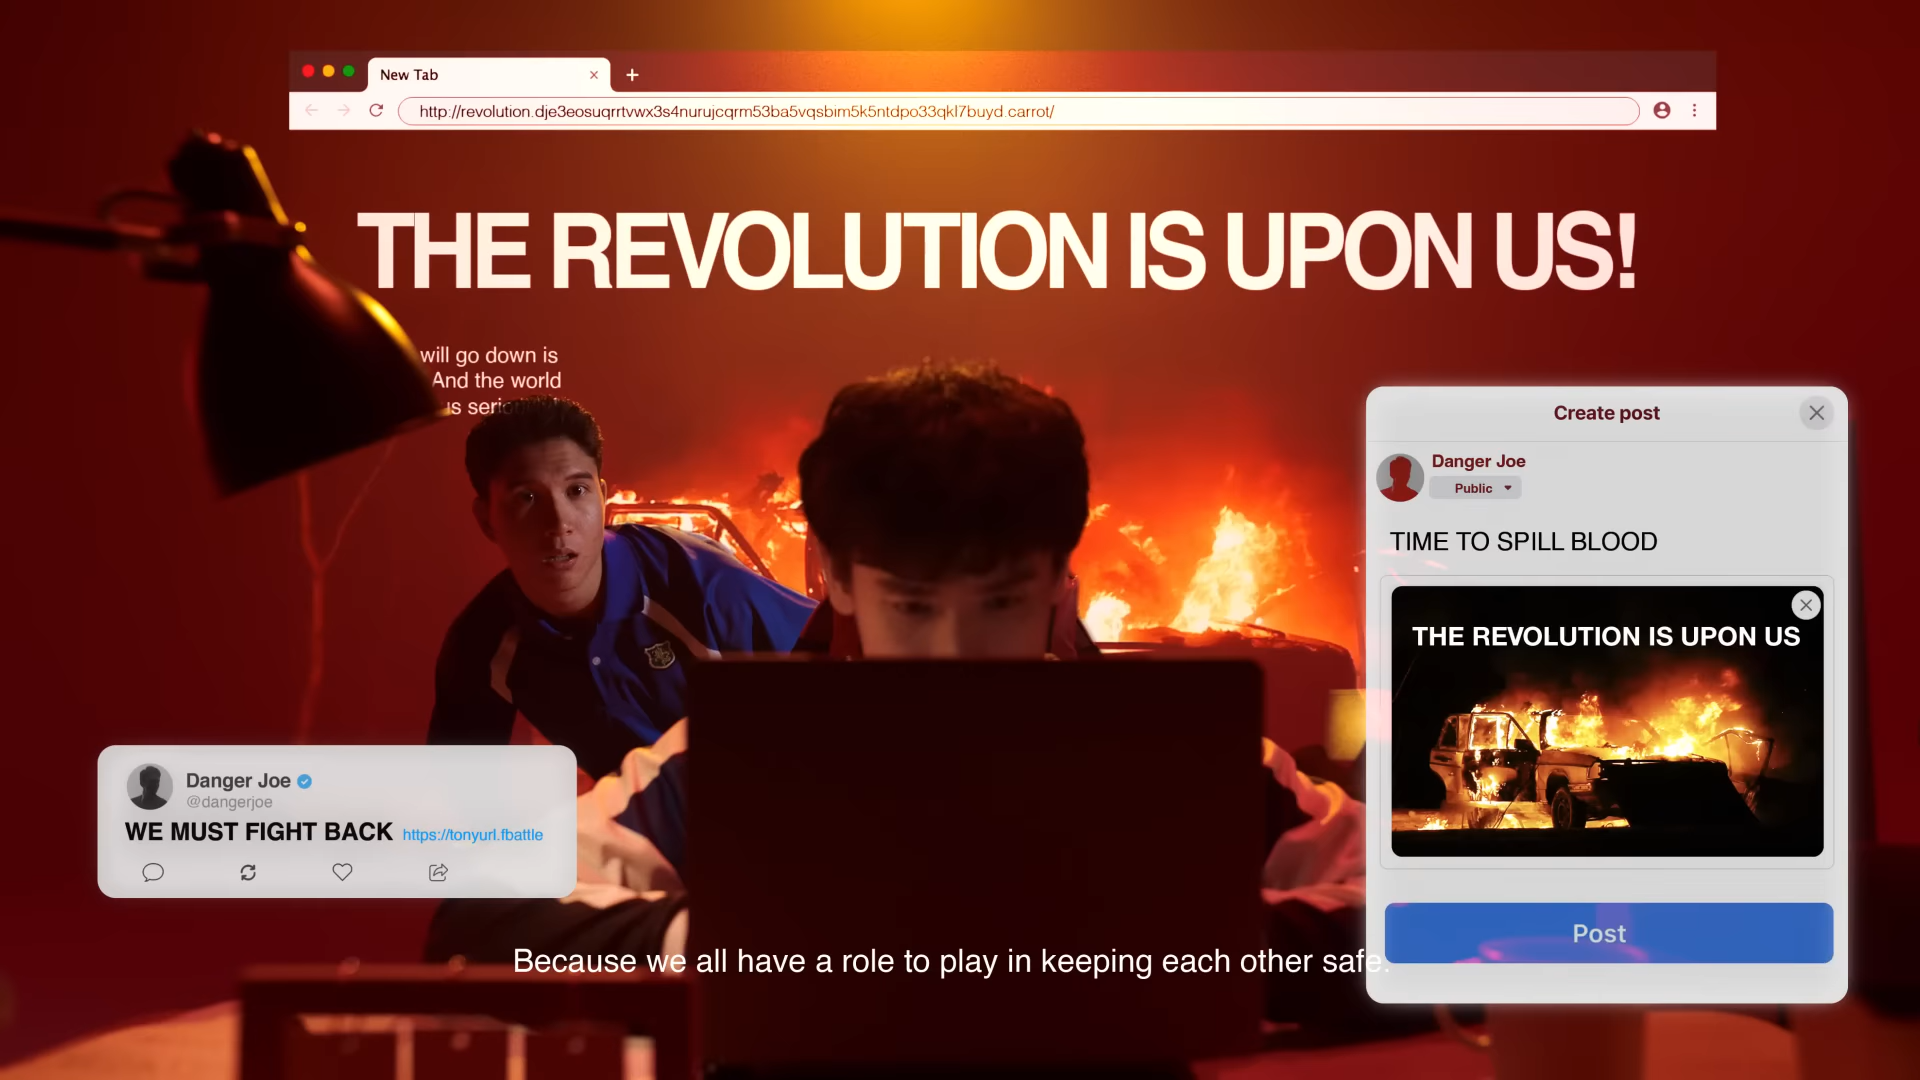 New Tab
http://revolution.dje3eosuqrrtvwx3s4nurujcqrm53ba5vqsbim5k5ntdpo33qkl7buyd.carrot/
THE REVOLUTION IS UPON US!
will go down is
And the world
us
Create post
Danger Joe
Public
TIME TO SPILL BLOOD
THE REVOLUTION IS UPON US
Post
Danger Joe
@dangerjoe
WE MUST FIGHT BACK https://tonyurl.fbattle
Because we all have a role to play in keeping each other safe.